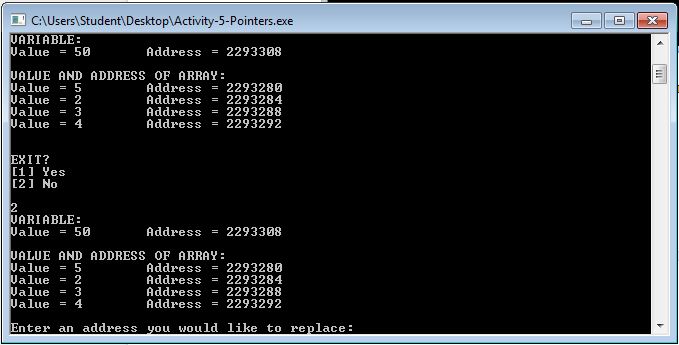 C:\Users\Student\Desktop\Activity-5-Pointers.exe
VARIABLE:
Value = 50 Address = 2293308
VALUE AND ADDRESS OF ARRAY:
Value = 5 Address = 2293280
Value = 2 Address = 2293284
Value = 3 Address = 2293288
Value = 4 Address = 2293292
EXIT?
[1] Yes
[2] No
2
VARIABLE:
Value = 50 Address = 2293308
VALUE AND ADDRESS OF ARRAY:
Value = 5 Address = 2293280
Value = 2 Address = 2293284
Value = 3 Address = 2293288
Value = 4 Address = 2293292
Enter an address you would like to replace: